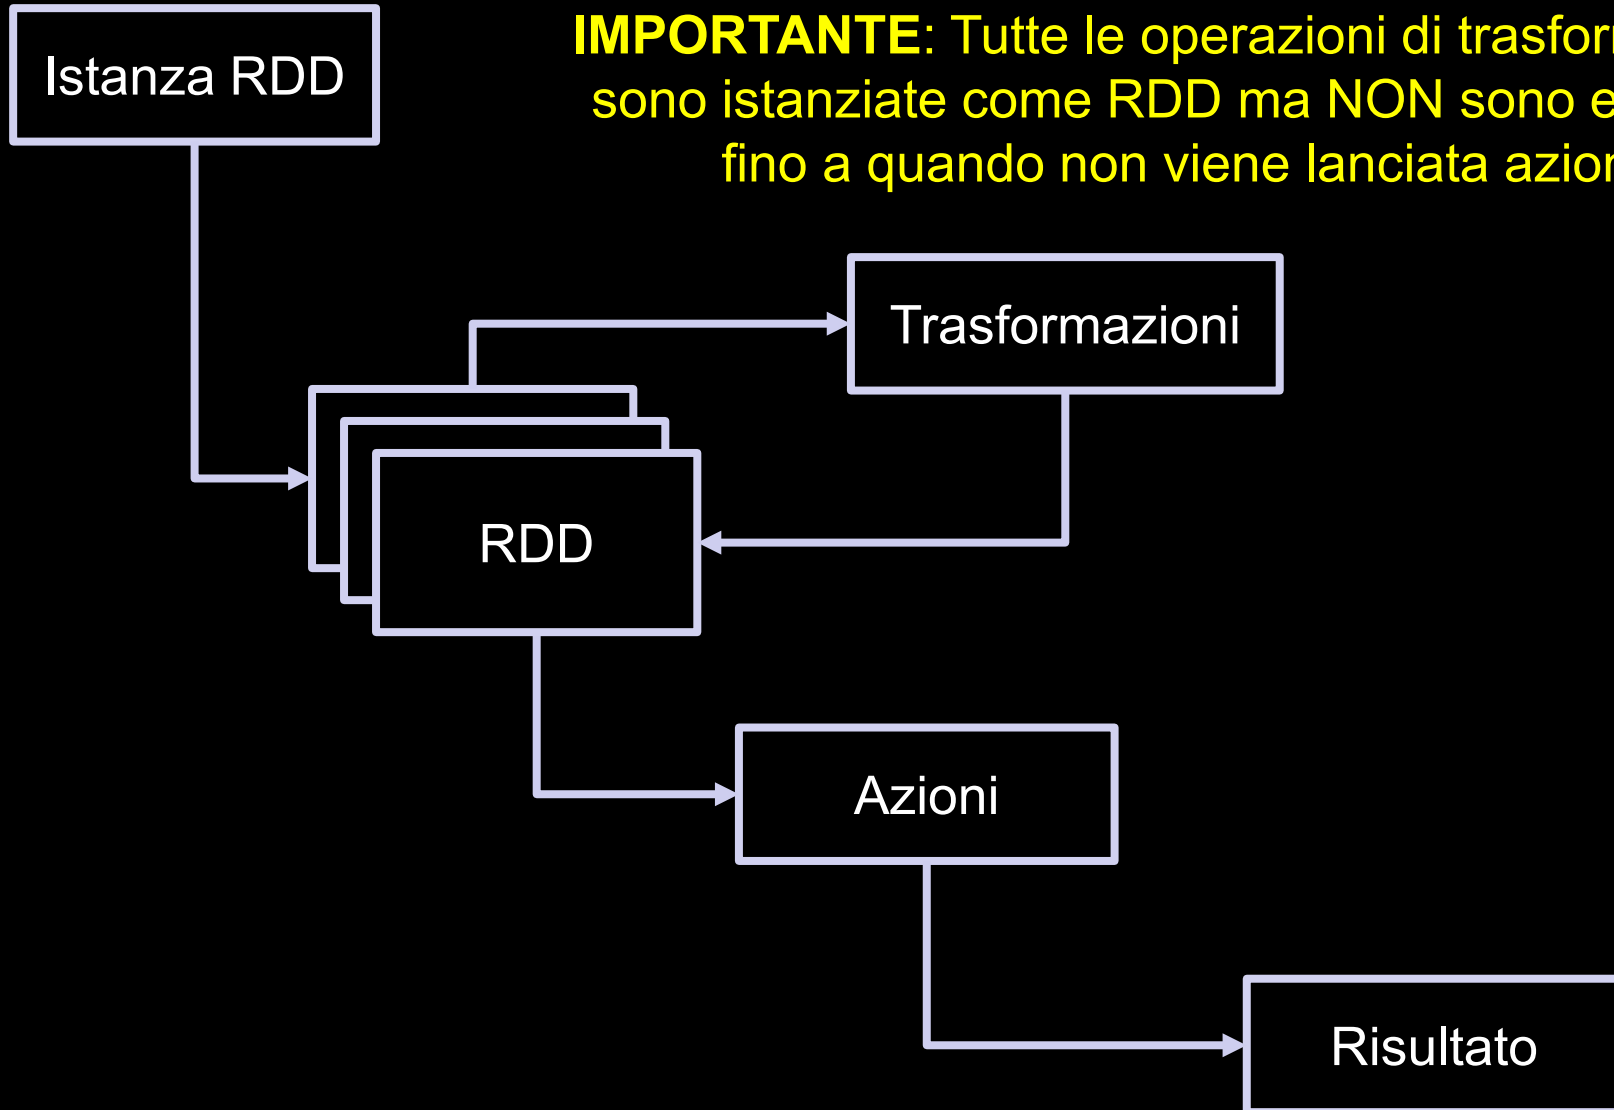 IMPORTANTE: Tutte le operazioni di trasfor
sono istanziate come RDD ma NON sono e
fino a quando non viene lanciata azion
Istanza RDD
Trasformazioni
RDD
Azioni
Risultato